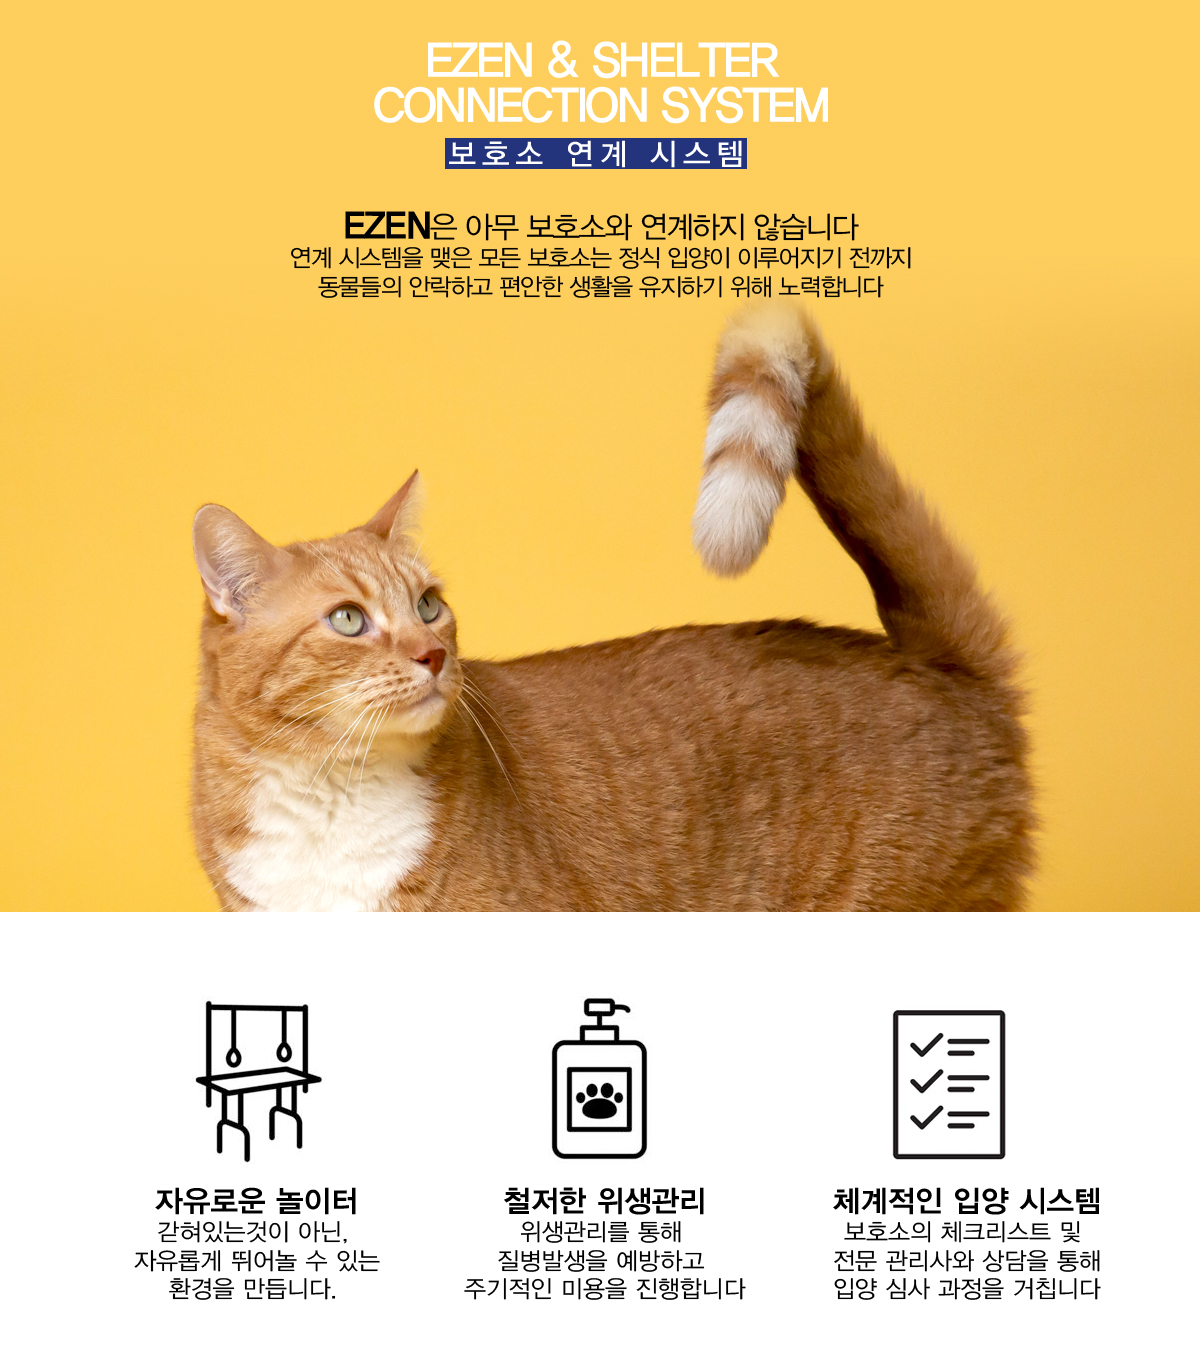 EZEN & SHELTER
CONNECTION SYSTEM
보호소 연계 시스템
EZEN은 아무 보호소와 연계하지 않습니다
연계 시스템을 맺은 모든 보호소는 정식 입양이 이루어지기 전까지
동물들의 안락하고 편안한 생활을 유지하기 위해 노력합니다
자유로운 놀이터
갇혀있는것이 아닌,
자유롭게 뛰어놀 수 있는
환경을 만듭니다.
철저한 위생관리
위생관리를 통해
질병발생을 예방하고
주기적인 미용을 진행합니다
체계적인 입양 시스템
보호소의 체크리스트 및
전문 관리사와 상담을 통해
입양 심사 과정을 거칩니다